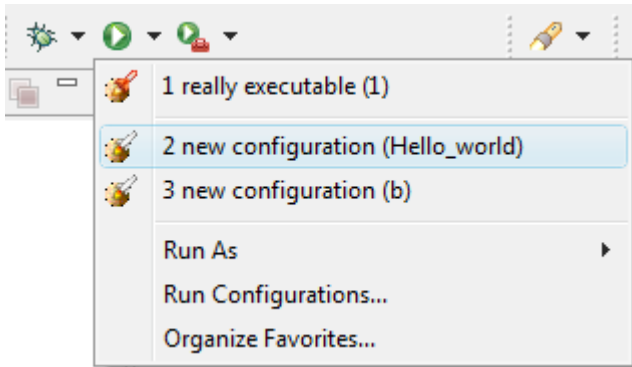 1 really executable (1)
2 new configuration (Hello_world)
3 new configuration (b)
Run As
Run Configurations...
Organize Favorites...